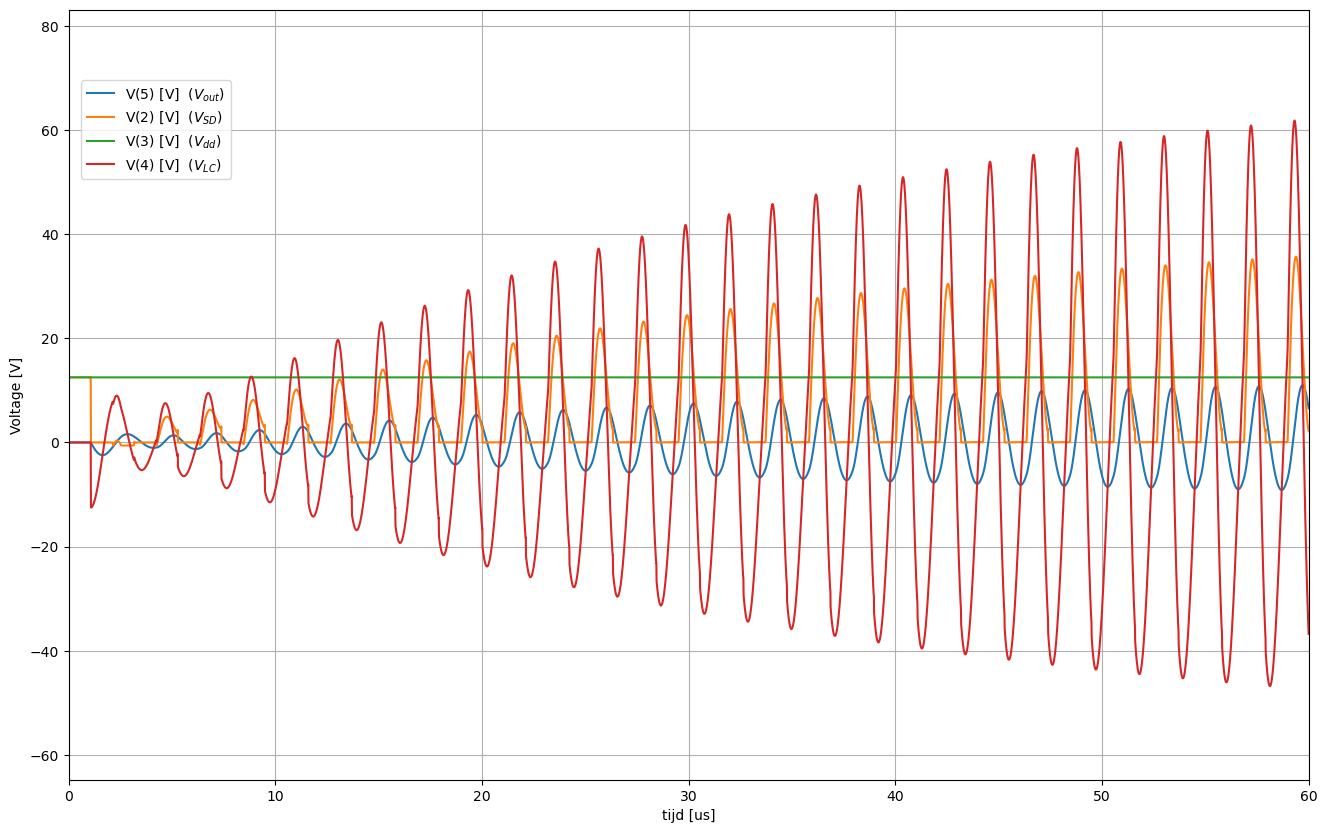 80
60
40
20
0
−20
−40
−60
Voltage [V]
V(5) [V]  (V_out)
V(2) [V]  (V_SD)
V(3) [V]  (V_dd)
V(4) [V]  (V_LC)
0 10 20 30 40 50 60
tijd [us]